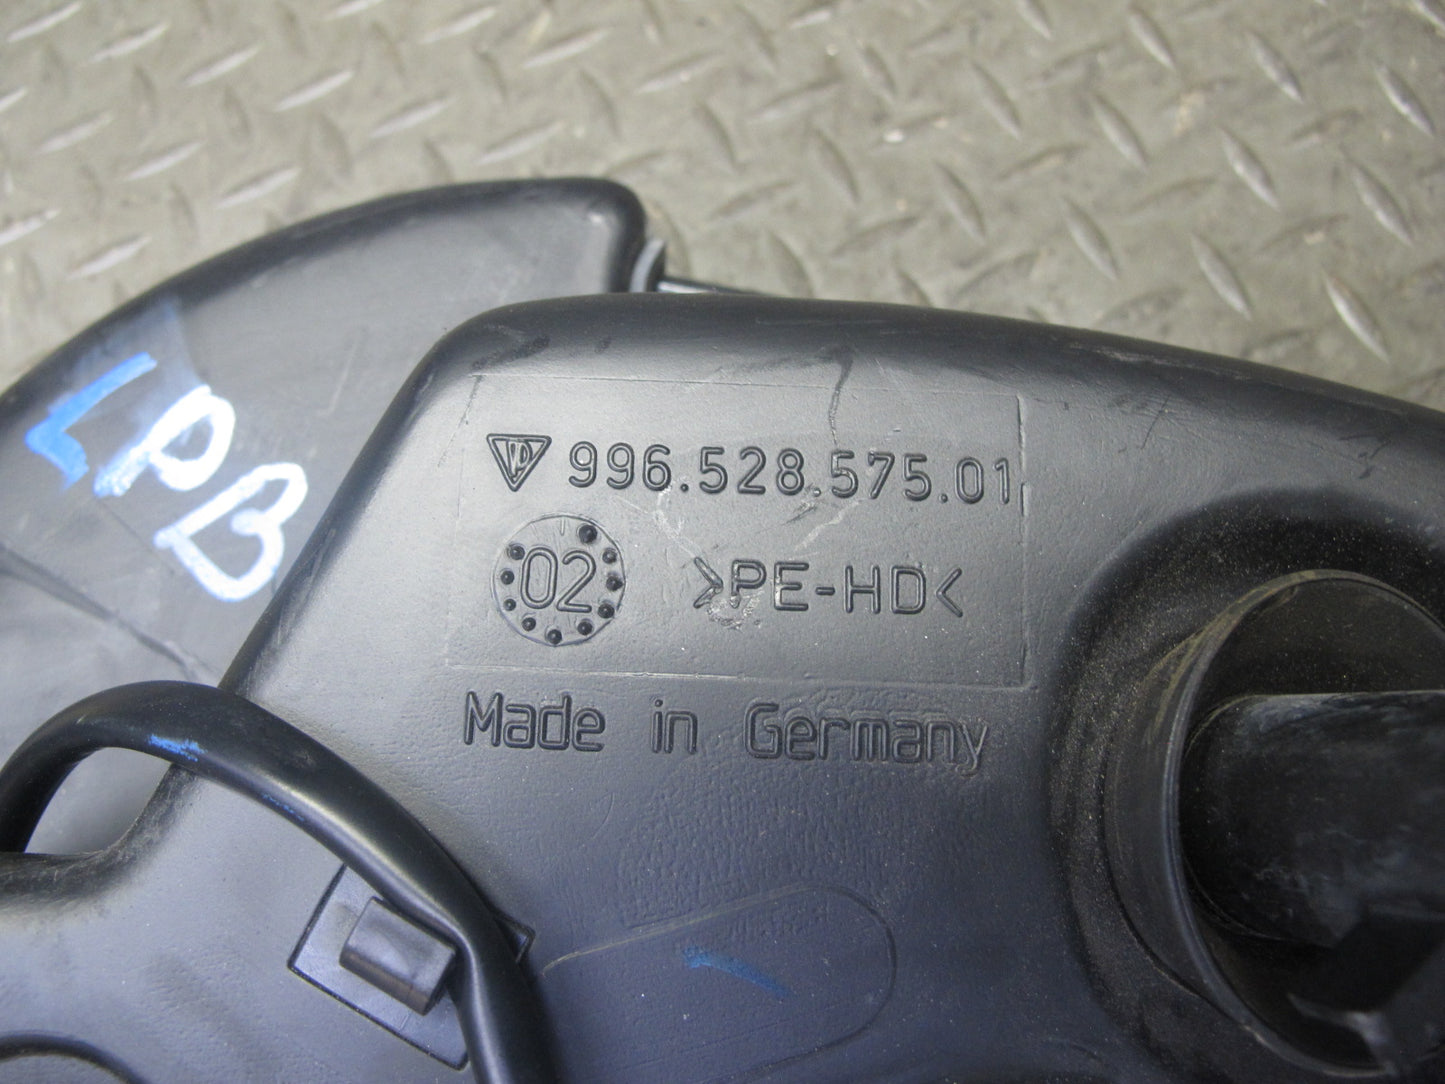 LPB
996.528.575.01
02 >PE-HD<
Made in Germany